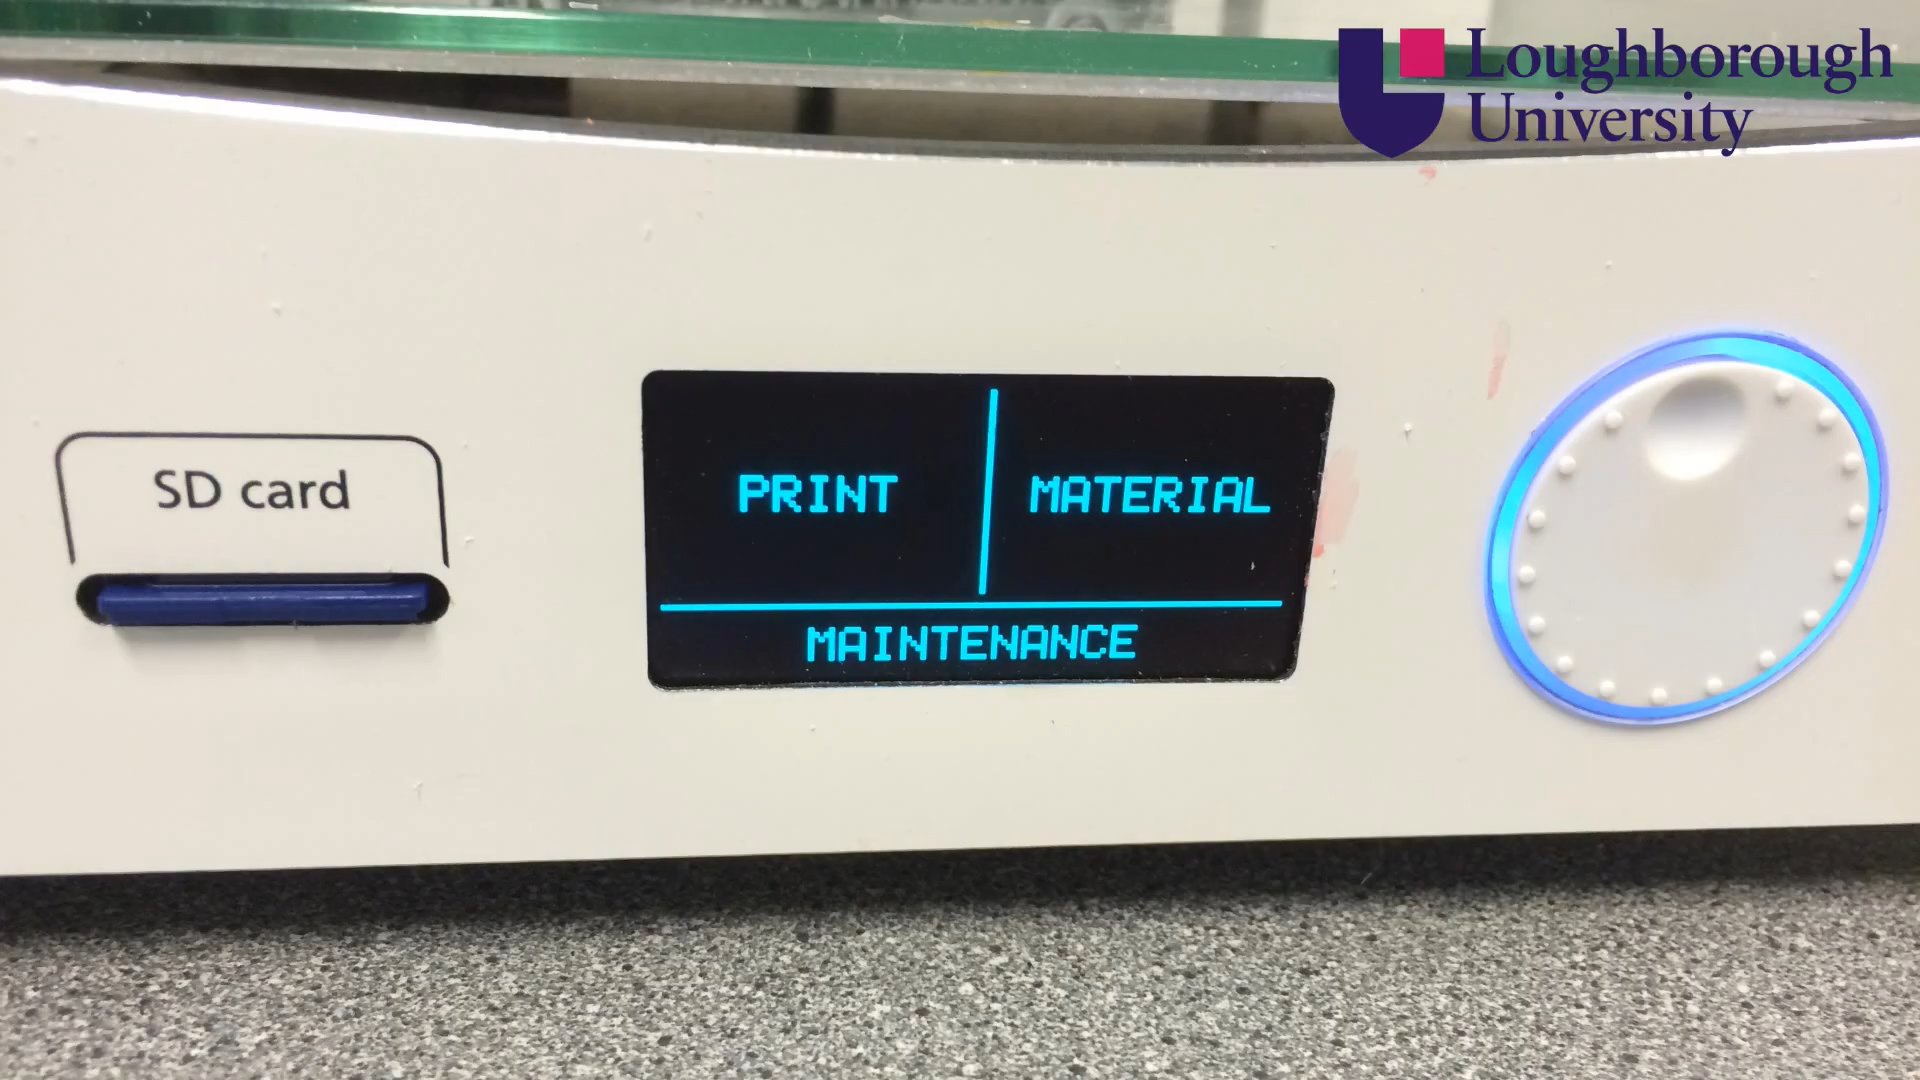 Loughborough
University
SD card
PRINT
MATERIAL
MAINTENANCE